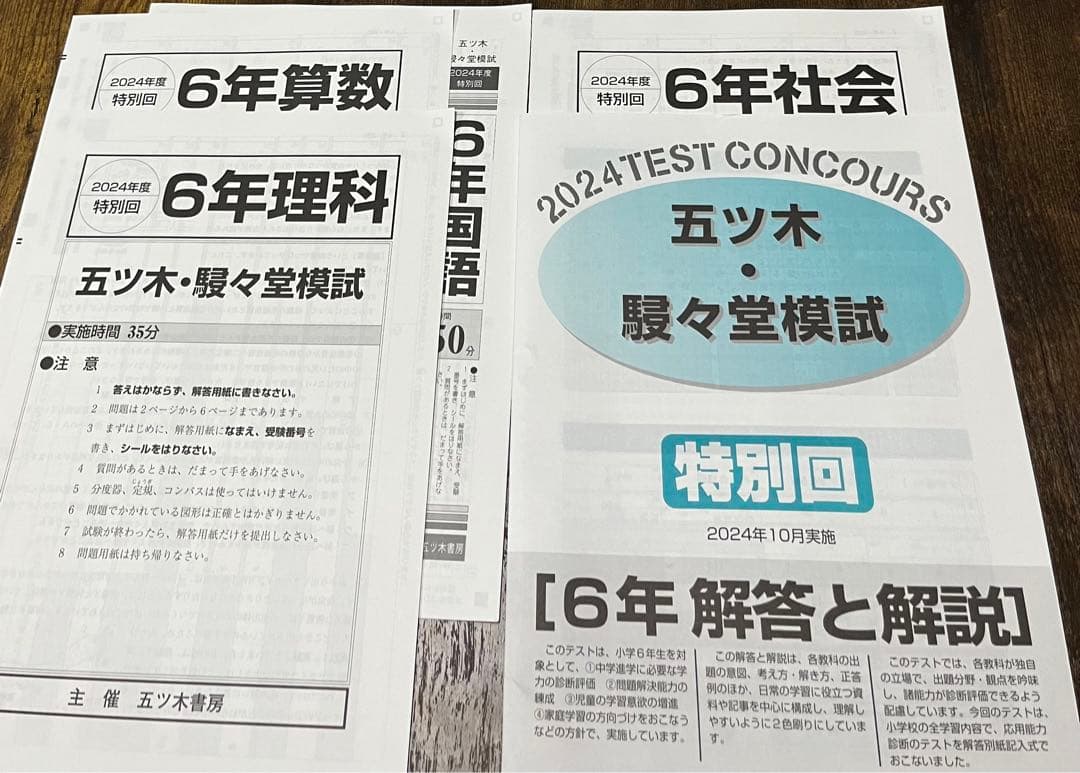 2024年度
特別回
6年算数
五ツ木
・
駸々堂模試
2024年度
特別回
6年国語
50分
●注意
五ツ木書房
2024年度
特別回
6年社会
2024年度
特別回
6年理科
五ツ木・駸々堂模試
●実施時間 35分
●注 意
1 答えはかならず、解答用紙に書きなさい。
2 問題は2ページから6ページまであります。
3 まずはじめに、解答用紙になまえ、受験番号を
書き、シールをはりなさい。
4 質問があるときは、だまって手をあげなさい。
じょうぎ
5 分度器、定規、コンパスは使ってはいけません。
6 問題でかかれている図形は正確とはかぎりません。
7 試験が終わったら、解答用紙だけを提出しなさい。
8 問題用紙は持ち帰りなさい。
主 催 五ツ木書房
2024TEST CONCOURS
五ツ木
・
駸々堂模試
特別回
2024年10月実施
[6年 解答と解説]
このテストは、小学6年生を対
象として、①中学進学に必要な学
力の診断評価 ②問題解決能力の
練成 ③児童の学習意欲の増進
④家庭学習の方向づけをおこなう
などの方針で、実施しています。
この解答と解説は、各教科の出
題の意図、考え方・解き方、正答
例のほか、日常の学習に役立つ資
料や記事を中心に構成し、理解し
やすいように2色刷りにしていま
す。
このテストでは、各教科が独自
の立場で、出題分野・観点を吟味
し、諸能力が診断評価できるよう
配慮しています。今回のテストは、
小学校の全学習内容で、応用能力
診断のテストを解答別紙記入式で
おこないました。